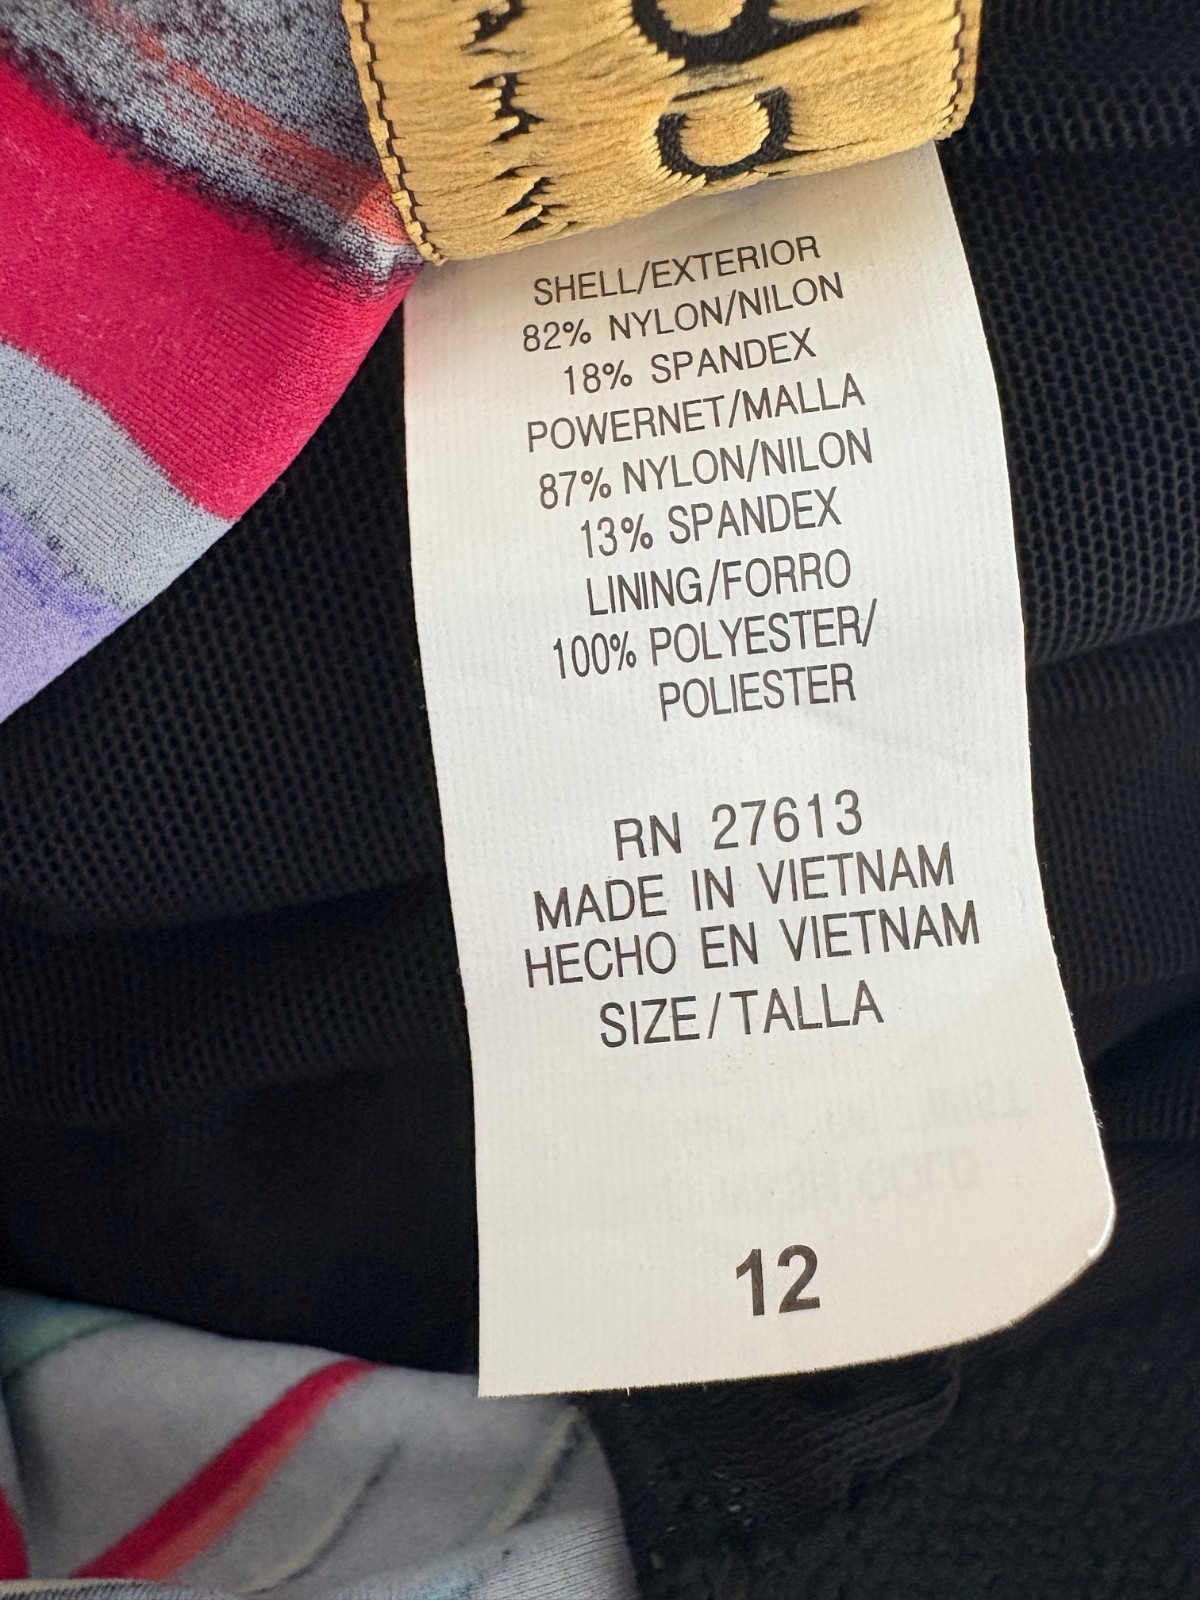 SHELL/EXTERIOR
82% NYLON/NILON
18% SPANDEX
POWERNET/MALLA
87% NYLON/NILON
13% SPANDEX
LINING/FORRO
100% POLYESTER/
POLIESTER
RN 27613
MADE IN VIETNAM
HECHO EN VIETNAM
SIZE/TALLA
12